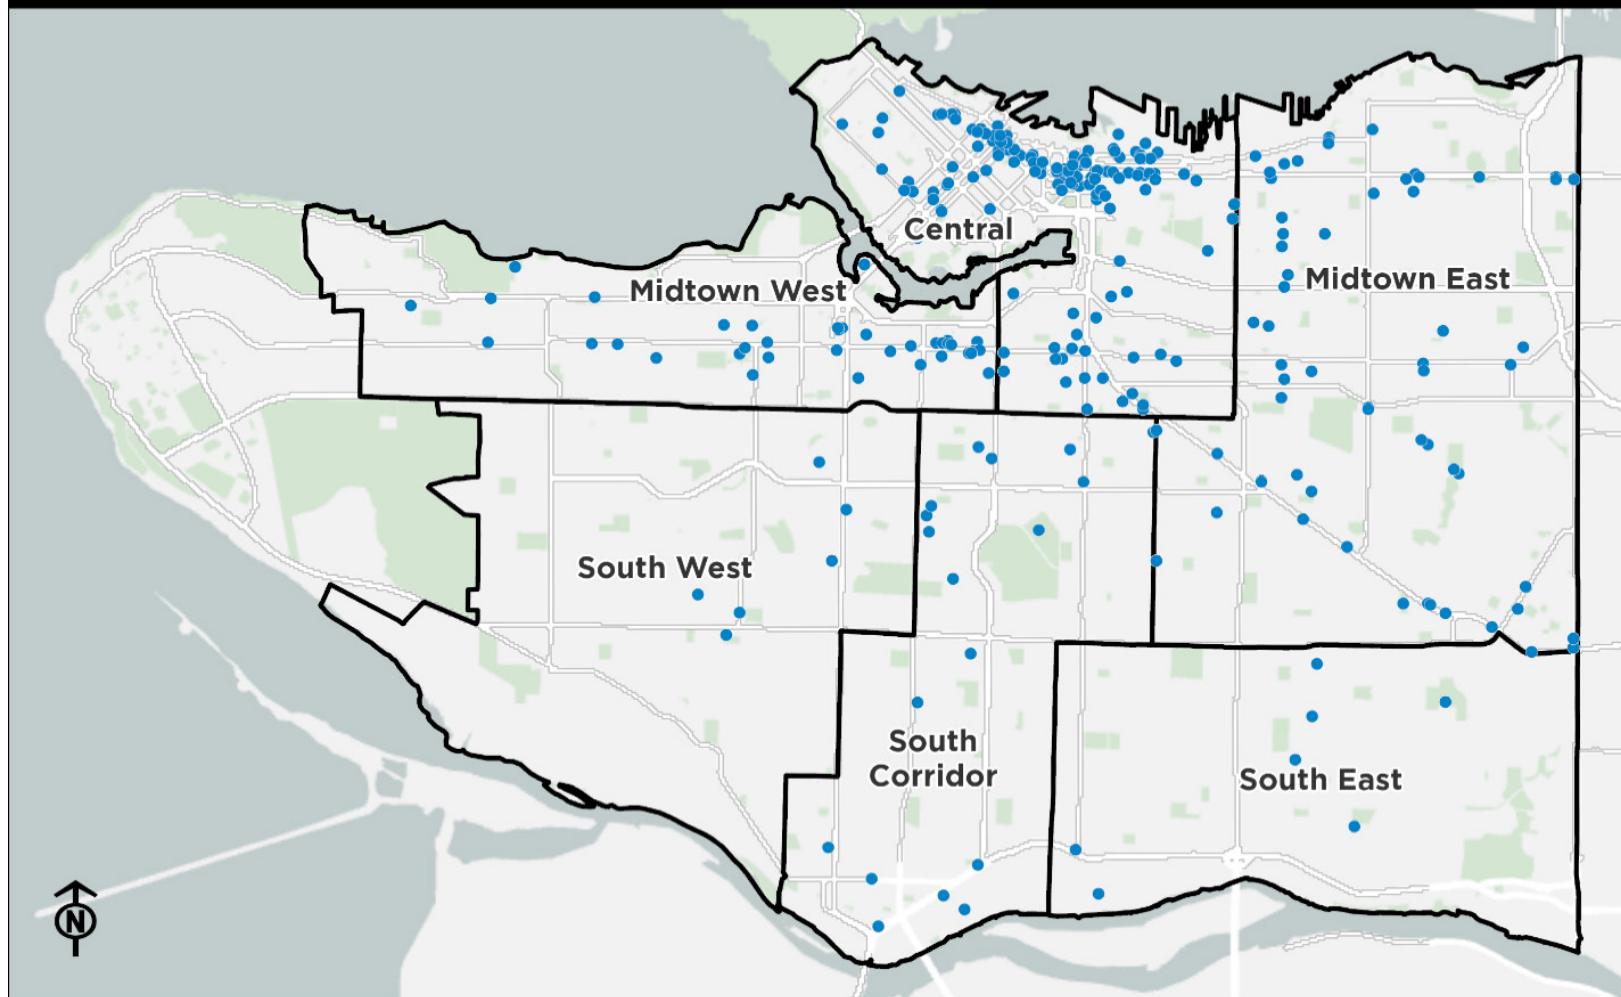 Central
Midtown West
Midtown East
South West
South
Corridor
South East
N